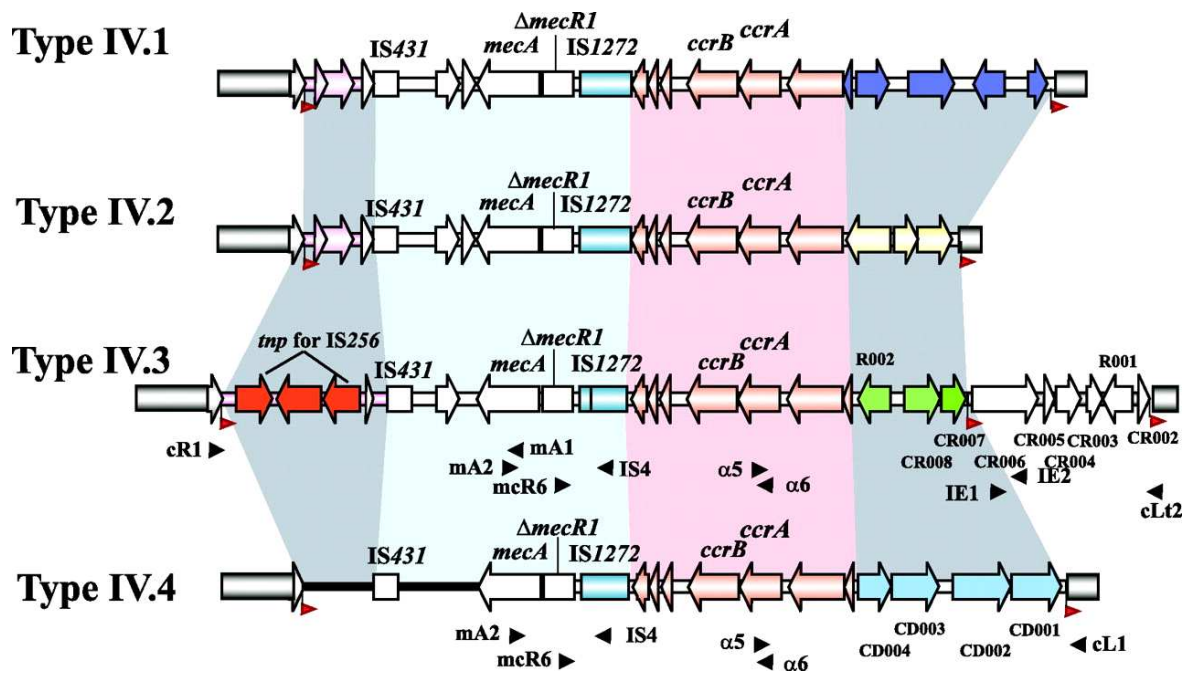 Type IV.1
IS431
mecA
ΔmecR1
IS1272
ccrB
ccrA
Type IV.2
IS431
mecA
ΔmecR1
IS1272
ccrB
ccrA
Type IV.3
tnp for IS256
IS431
mecA
ΔmecR1
IS1272
ccrB
ccrA
R002
R001
CR007
CR005
CR003
CR002
CR008
CR006
CR004
cR1
mA1
mA2
IS4
mcR6
α5
α6
IE2
IE1
cLt2
Type IV.4
IS431
mecA
ΔmecR1
IS1272
ccrB
ccrA
CD003
CD001
CD004
CD002
mA2
IS4
mcR6
α5
α6
cL1